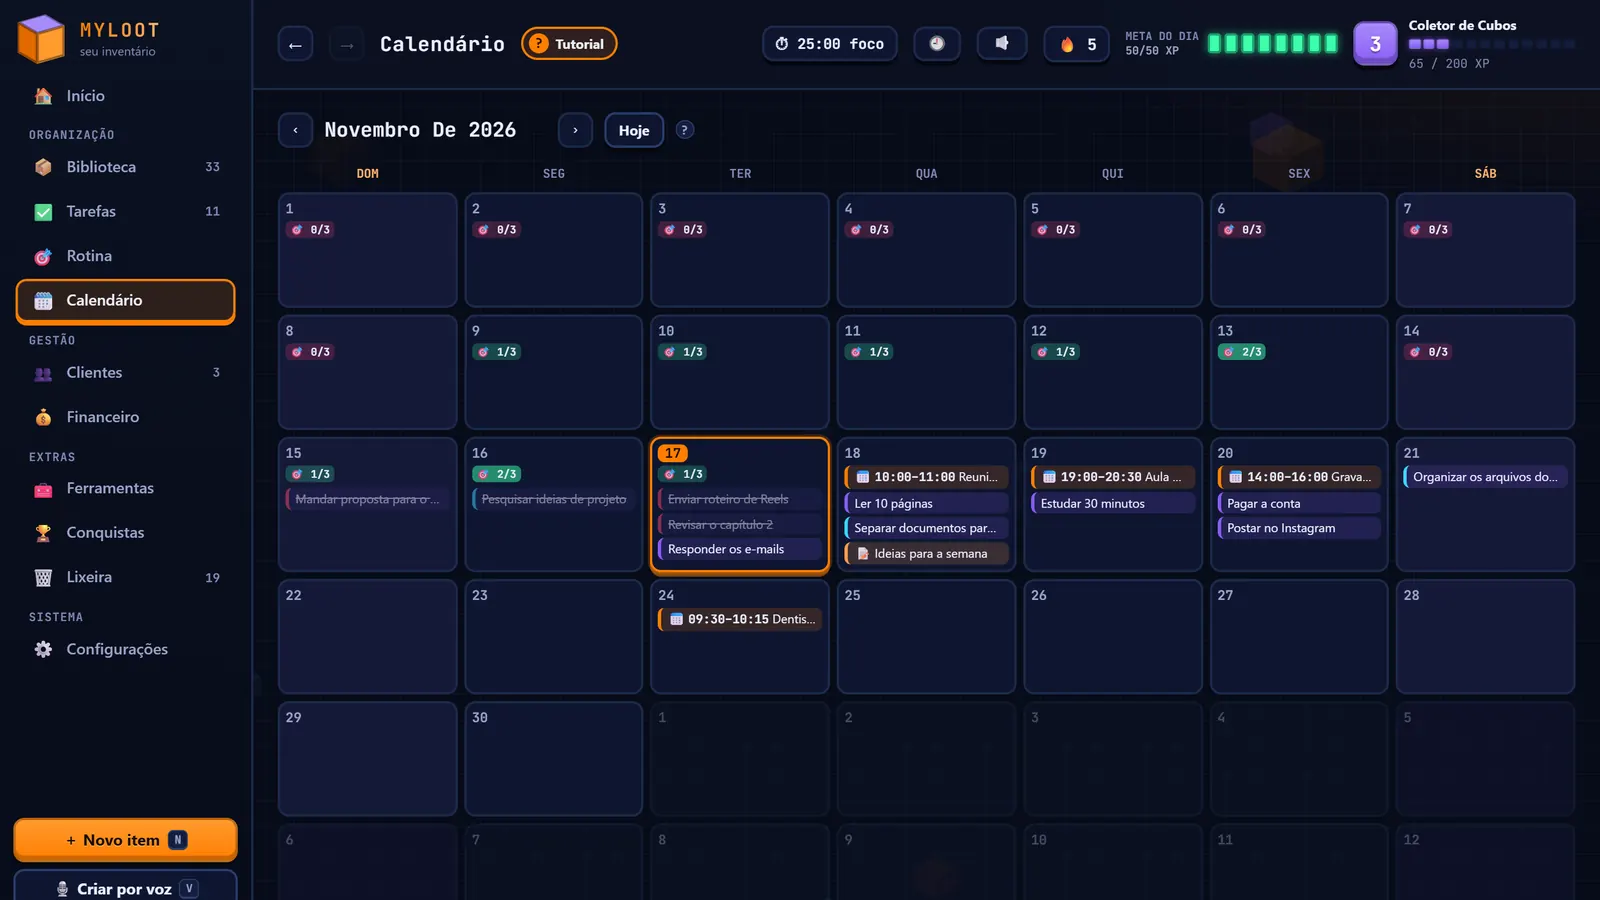 MYLOOT
seu inventário
Início
ORGANIZAÇÃO
Biblioteca 33
Tarefas 11
Rotina
Calendário
GESTÃO
Clientes 3
Financeiro
EXTRAS
Ferramentas
Conquistas
Lixeira 19
SISTEMA
Configurações
+ Novo item N
Criar por voz V
← → Calendário ? Tutorial
25:00 foco
5
META DO DIA
50/50 XP
3
Coletor de Cubos
65 / 200 XP
‹ Novembro De 2026 › Hoje ?
DOM SEG TER QUA QUI SEX SÁB
1 2 3 4 5 6 7
0/3 0/3 0/3 0/3 0/3 0/3 0/3
8 9 10 11 12 13 14
0/3 1/3 1/3 1/3 1/3 2/3 0/3
15
1/3
Mandar proposta para o ...
16
2/3
Pesquisar ideias de projeto
17
1/3
Enviar roteiro de Reels
Revisar o capítulo 2
Responder os e-mails
18
10:00–11:00 Reuni...
Ler 10 páginas
Separar documentos par...
Ideias para a semana
19
19:00–20:30 Aula ...
Estudar 30 minutos
20
14:00–16:00 Grava...
Pagar a conta
Postar no Instagram
21
Organizar os arquivos do...
22 23 24 25 26 27 28
09:30–10:15 Dentis...
29 30 1 2 3 4 5
6 7 8 9 10 11 12